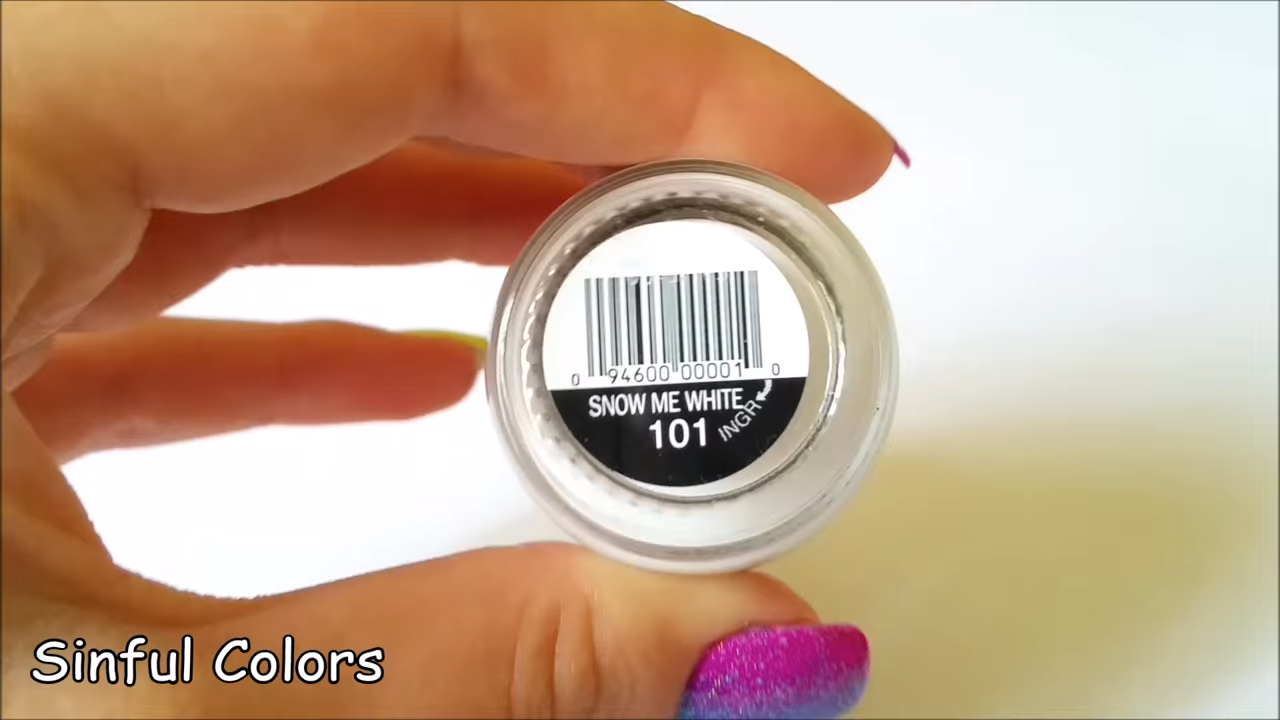 0 94600 00001 0
SNOW ME WHITE
101
INGR
Sinful Colors